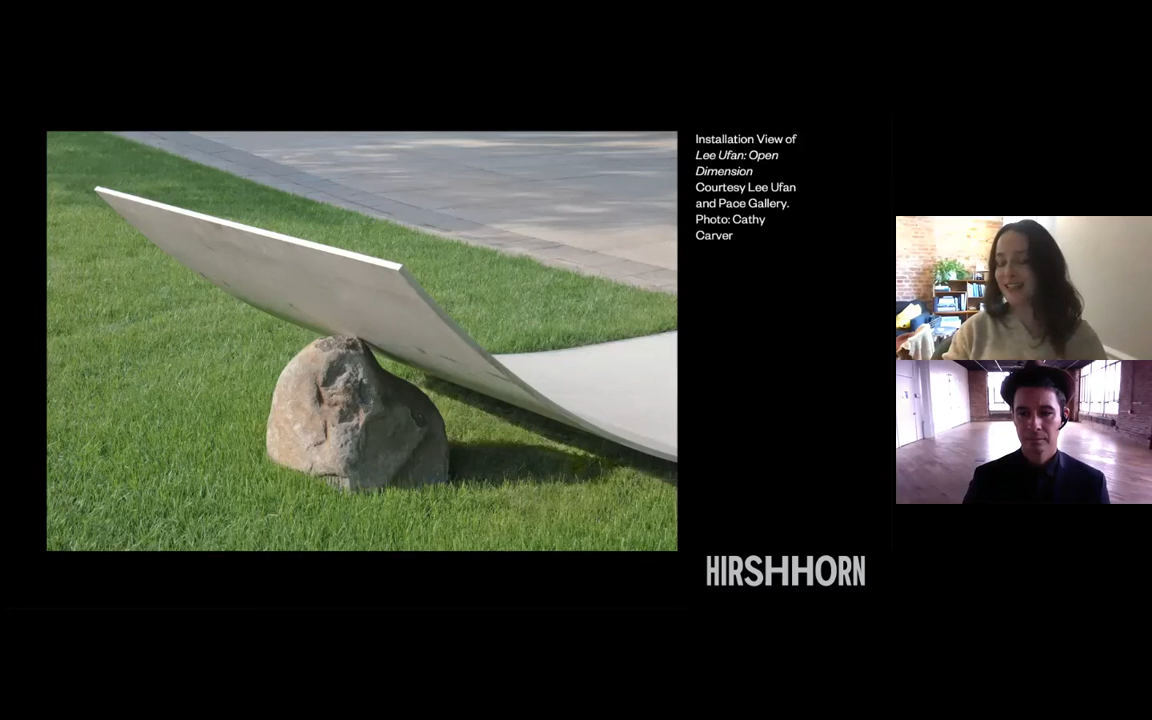 Installation View of
Lee Ufan: Open
Dimension
Courtesy Lee Ufan
and Pace Gallery.
Photo: Cathy
Carver
HIRSHHORN